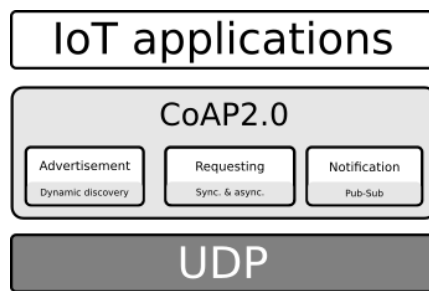 IoT applications
CoAP2.0
Advertisement
Dynamic discovery
Requesting
Sync. & async.
Notification
Pub-Sub
UDP